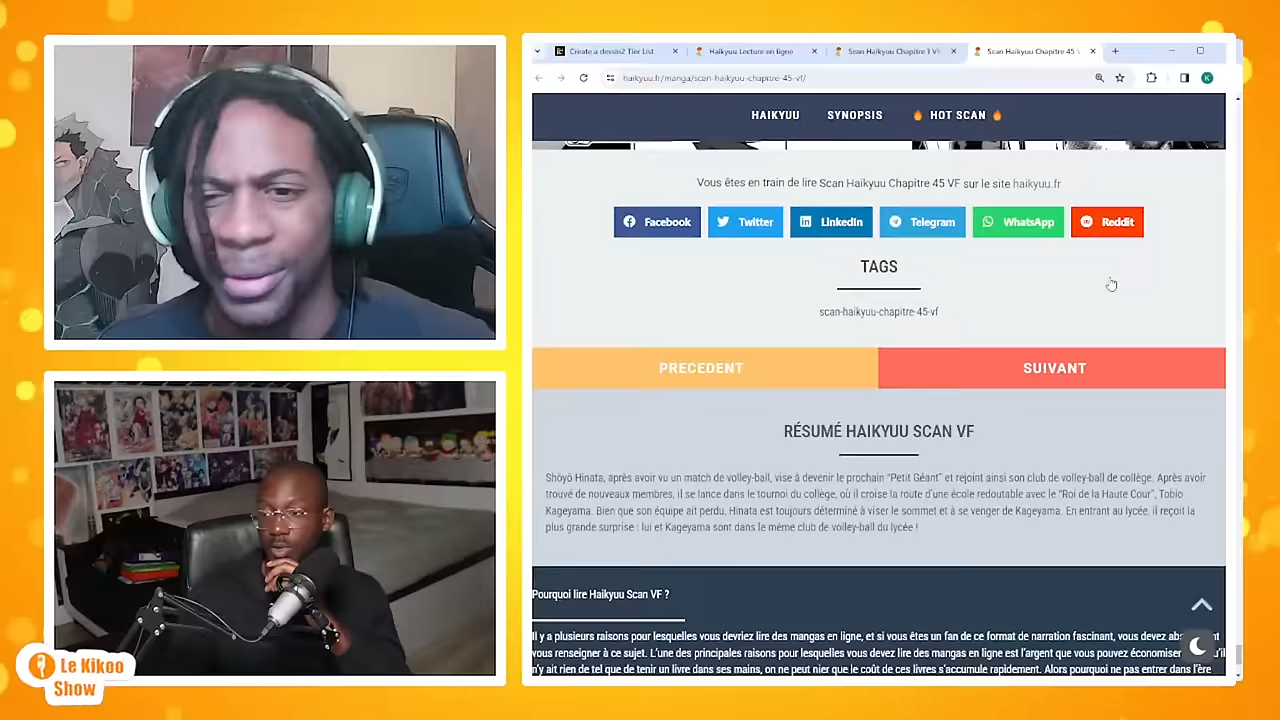 Create a dessin2 Tier List
Haikyuu Lecture en ligne
Scan Haikyuu Chapitre 1 VF
Scan Haikyuu Chapitre 45 V
haikyuu.fr/manga/scan-haikyuu-chapitre-45-vf/
K
HAIKYUU
SYNOPSIS
HOT SCAN
Vous êtes en train de lire Scan Haikyuu Chapitre 45 VF sur le site haikyuu.fr
Facebook
Twitter
LinkedIn
Telegram
WhatsApp
Reddit
TAGS
scan-haikyuu-chapitre-45-vf
PRECEDENT
SUIVANT
RÉSUMÉ HAIKYUU SCAN VF
Shōyō Hinata, après avoir vu un match de volley-ball, vise à devenir le prochain “Petit Géant” et rejoint ainsi son club de volley-ball de collège. Après
trouvé de nouveaux membres, il se lance dans le tournoi du collège, où il croise la route d'une école redoutable avec le “Roi de la Haute Cour”, Tobio
Kageyama. Bien que son équipe ait perdu, Hinata est toujours déterminé à viser le sommet et à se venger de Kageyama. En entrant au lycée, il reçoit la
plus grande surprise : lui et Kageyama sont dans le même club de volley-ball du lycée !
Pourquoi lire Haikyuu Scan VF ?
Il y a plusieurs raisons pour lesquelles vous devriez lire des mangas en ligne, et si vous êtes un fan de ce format de narration fascinant, vous devez
vous renseigner à ce sujet. L'une des principales raisons pour lesquelles vous devez lire des mangas en ligne est l'argent que vous pouvez économiser
n'y ait rien de tel que de tenir un livre dans ses mains, on ne peut nier que le coût de ces livres s'accumule rapidement. Alors pourquoi ne pas entrer dans l'ère
Le Kikoo
Show